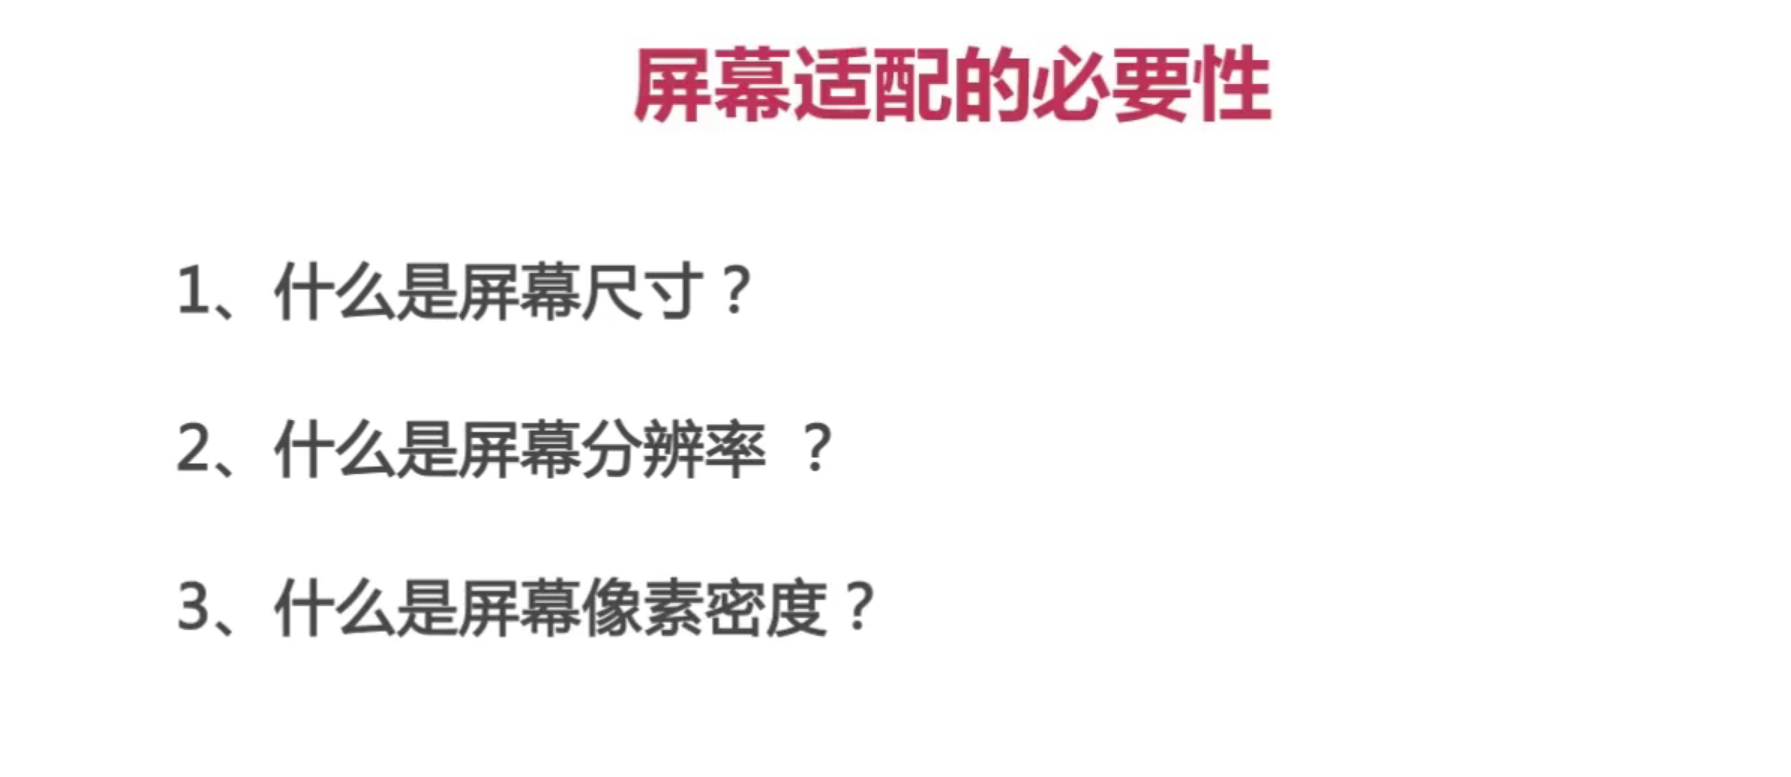 屏幕适配的必要性
1、什么是屏幕尺寸？
2、什么是屏幕分辨率 ？
3、什么是屏幕像素密度？